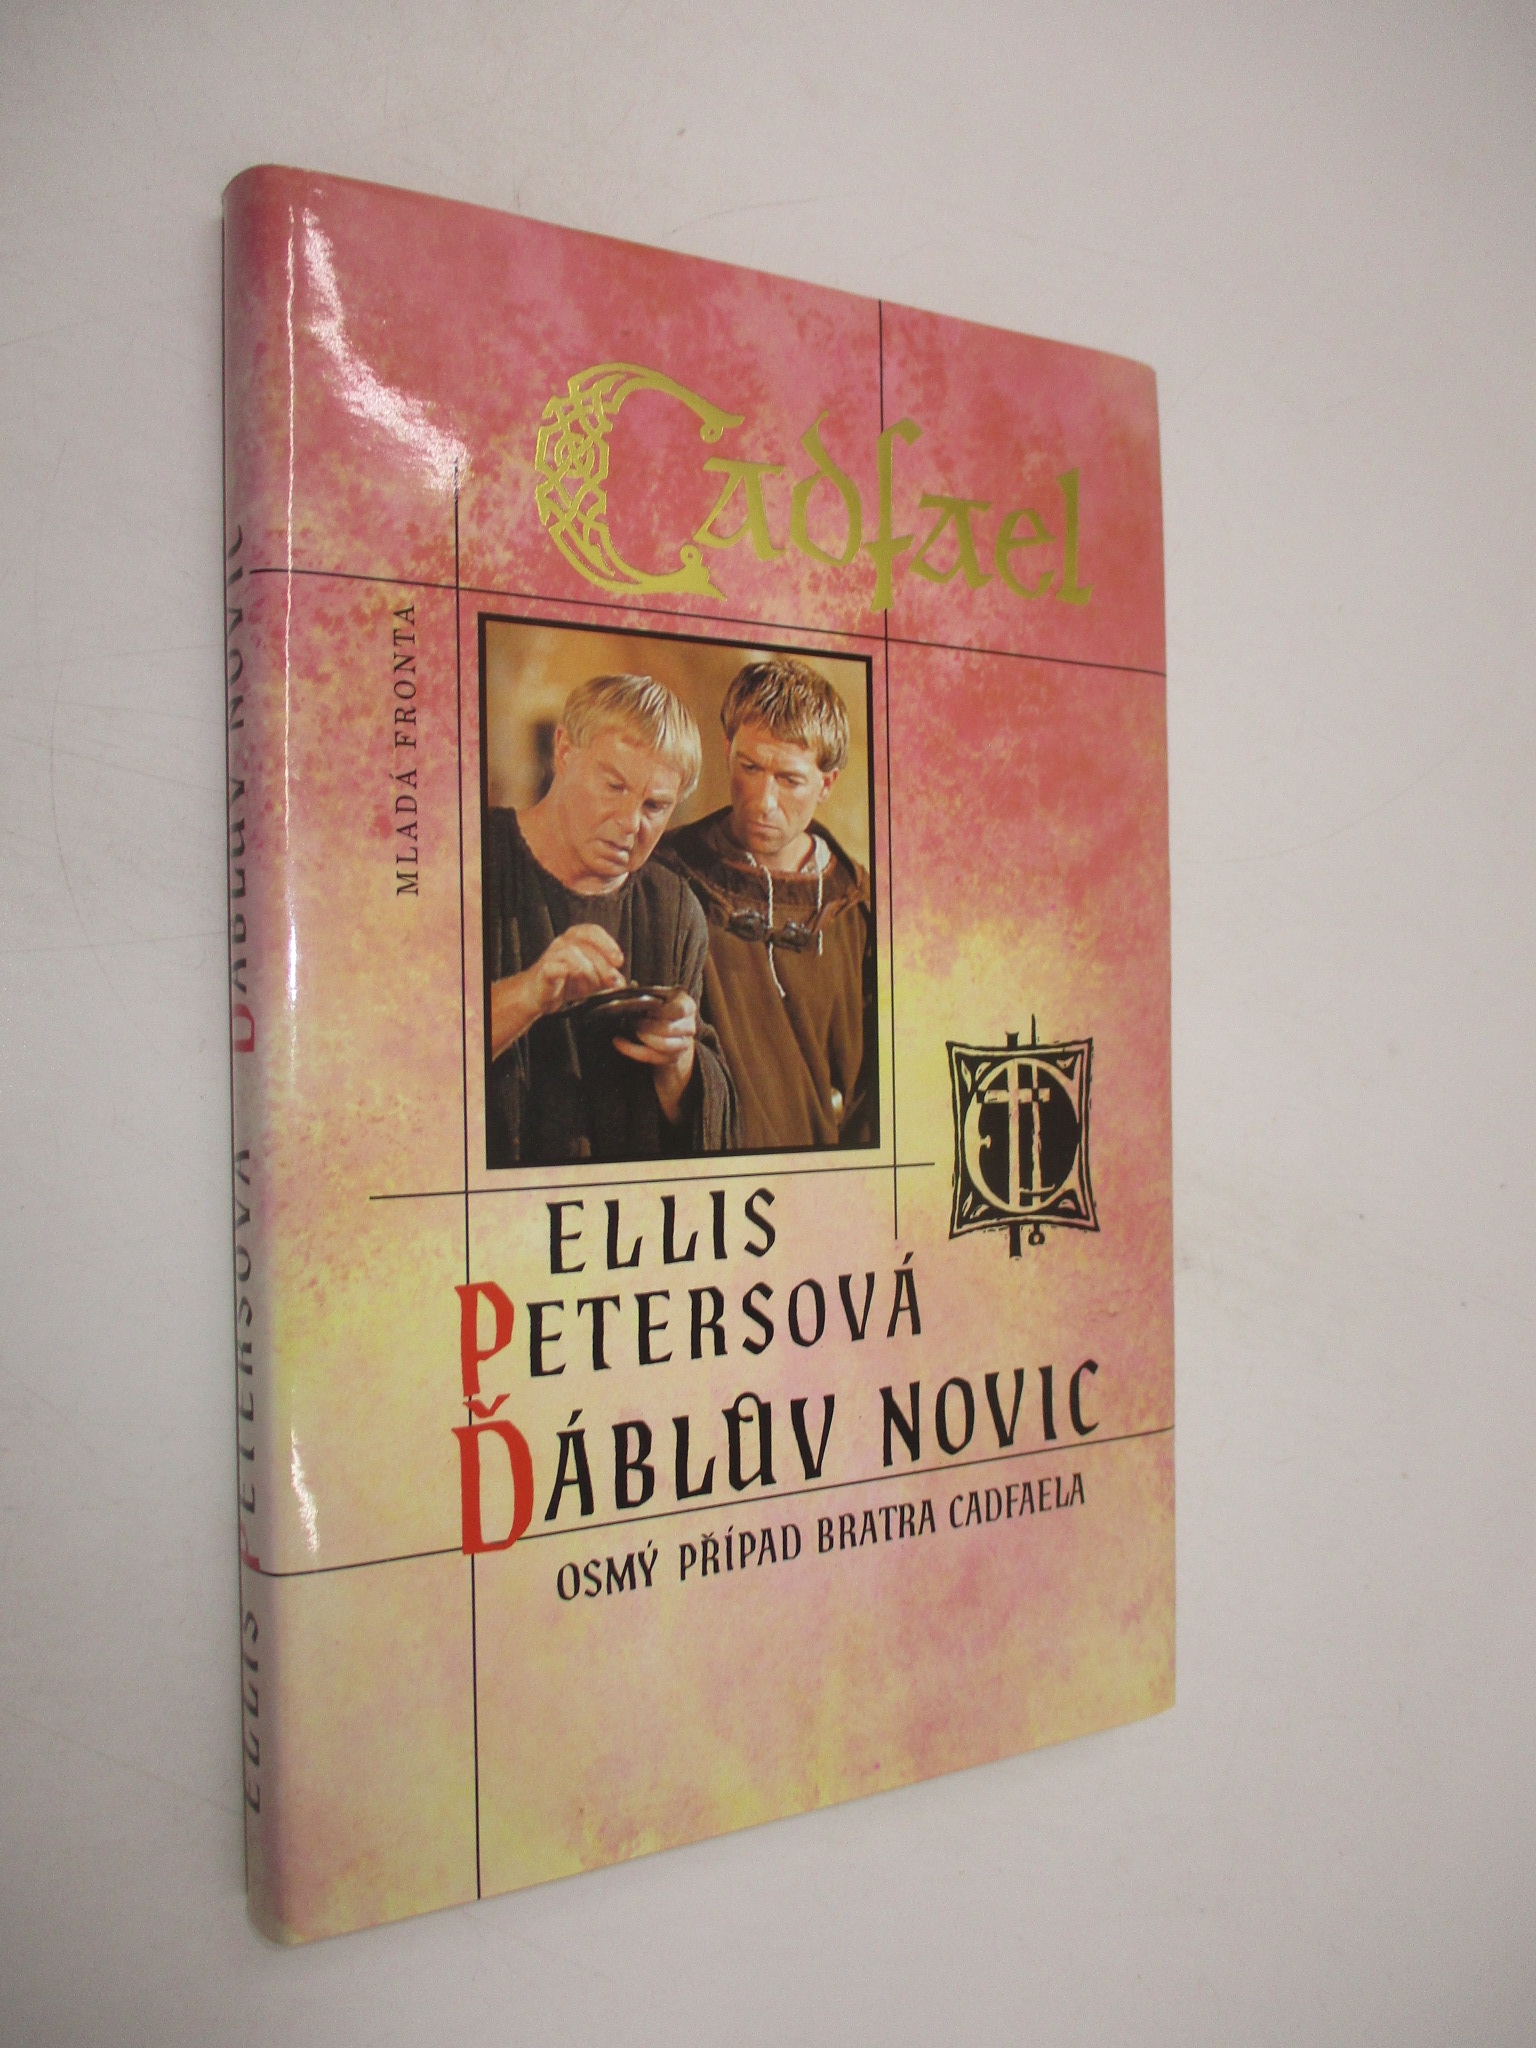 Cadfael
MLADÁ FRONTA
ELLIS
PETERSOVÁ
ĎÁBLŮV NOVIC
OSMÝ PŘÍPAD BRATRA CADFAELA
ELLIS PETERSOVÁ ĎÁBLŮV NOVIC